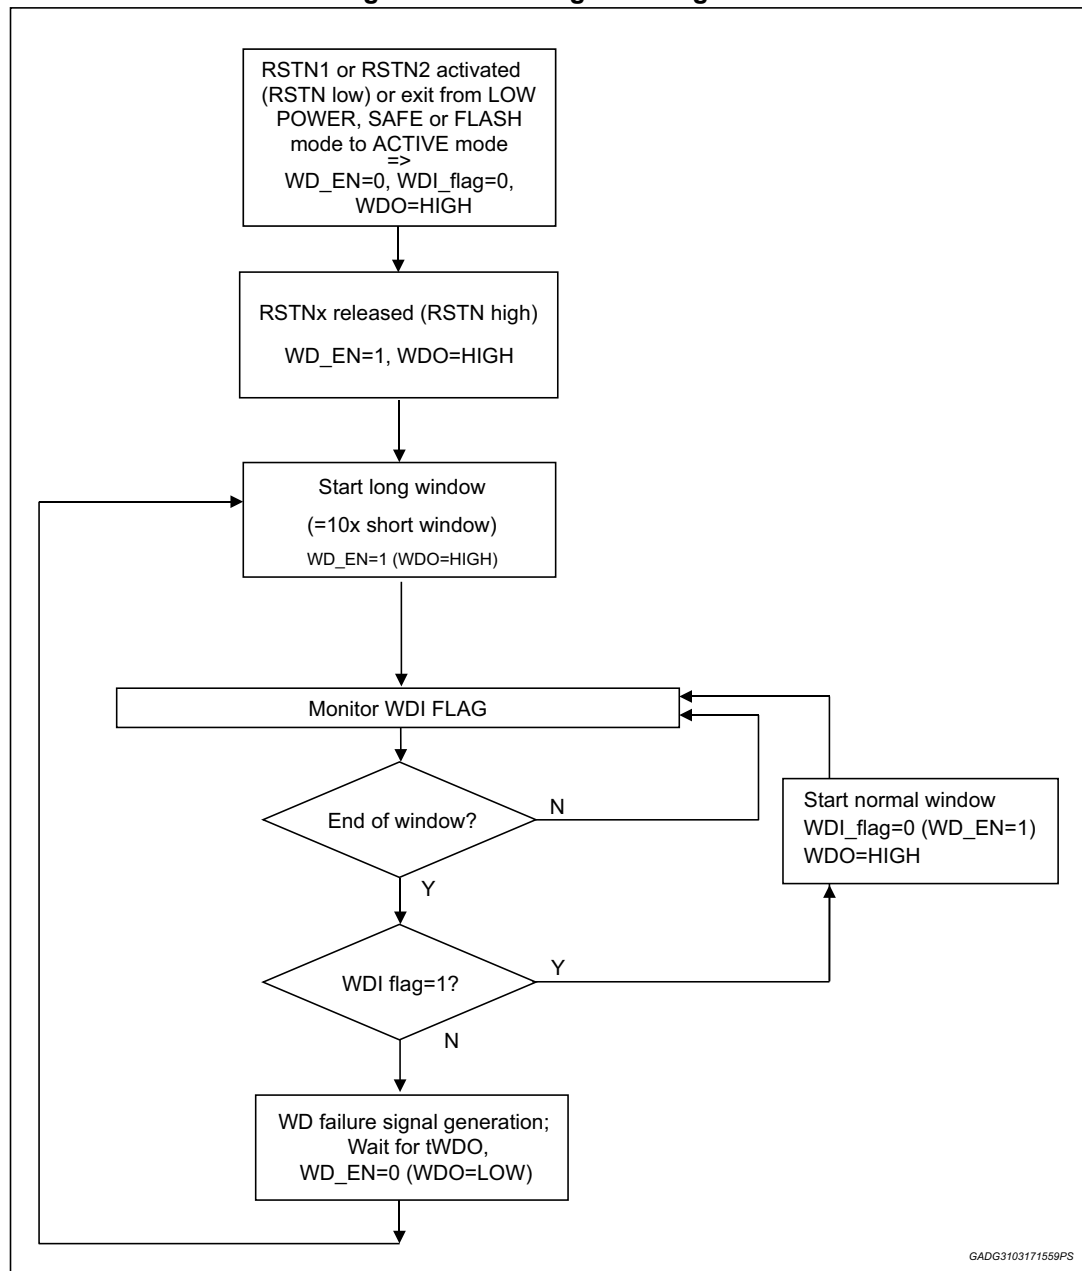 RSTN1 or RSTN2 activated
(RSTN low) or exit from LOW
POWER, SAFE or FLASH
mode to ACTIVE mode
=>
WD_EN=0, WDI_flag=0,
WDO=HIGH
RSTNx released (RSTN high)
WD_EN=1, WDO=HIGH
Start long window
(=10x short window)
WD_EN=1 (WDO=HIGH)
Monitor WDI FLAG
End of window?
N
Start normal window
WDI_flag=0 (WD_EN=1)
WDO=HIGH
Y
WDI flag=1?
Y
N
WD failure signal generation;
Wait for tWDO,
WD_EN=0 (WDO=LOW)
GADG3103171559PS